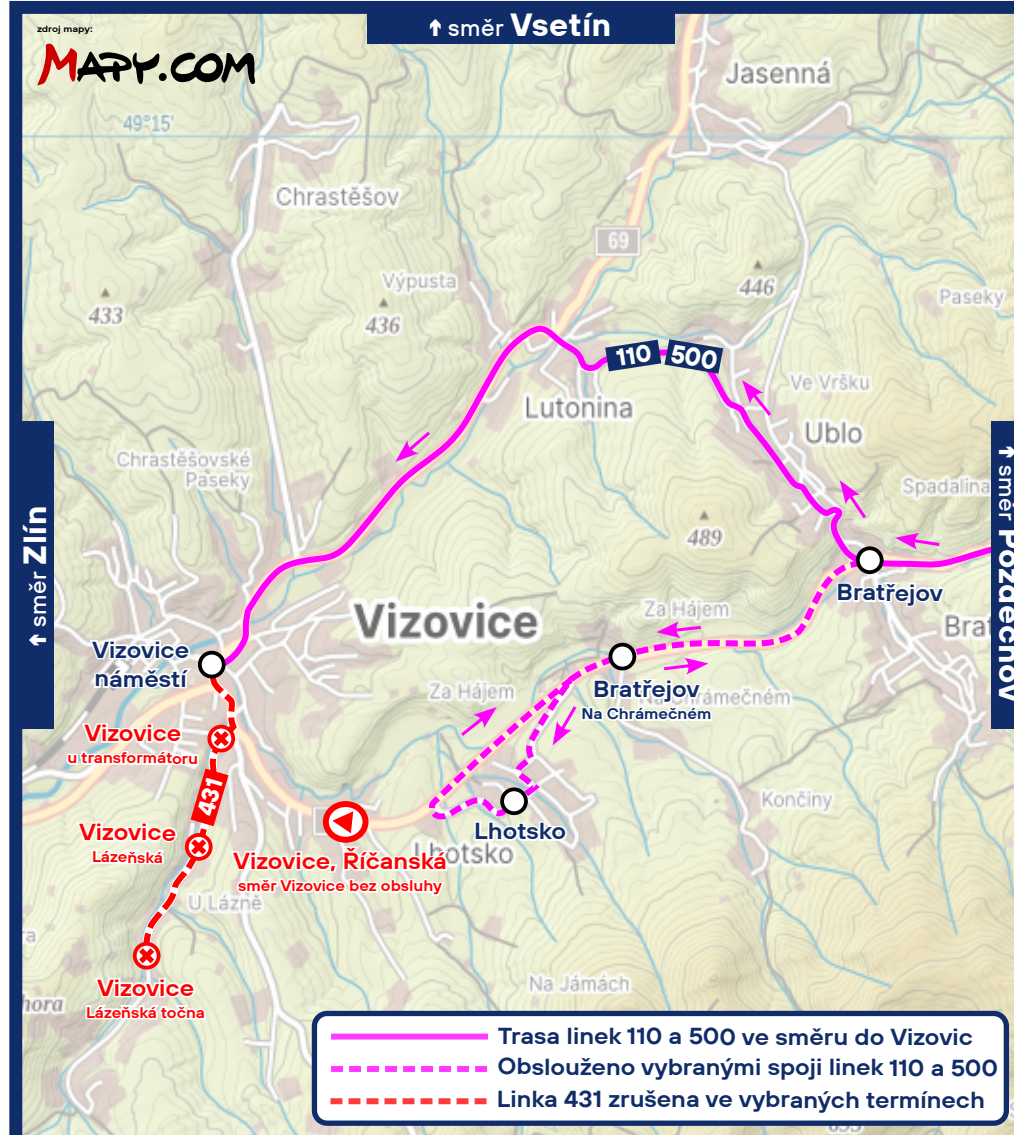 zdroj mapy:
MAPY.COM
↑ směr Vsetín
Jasenná
49°15'
Chrastěšov
69
Výpusta
446
Paseky
433
436
110
500
Ve Vršku
Lutonina
Ublo
Chrastěšovské
Paseky
Spadalina
↑ směr Zlín
↑ směr Pozděchov
489
Bratřejov
Za Hájem
Vizovice
Brat
Vizovice
náměstí
Za Hájem
Bratřejov
Na Chrámečném
Na Chrámečném
Vizovice
u transformátoru
431
Končiny
Vizovice
Lázeňská
Lhotsko
Lhotsko
Vizovice, Říčanská
směr Vizovice bez obsluhy
U Lázně
Vizovice
Lázeňská točna
Na Jámách
hora
Trasa linek 110 a 500 ve směru do Vizovic
Obslouženo vybranými spoji linek 110 a 500
Linka 431 zrušena ve vybraných termínech